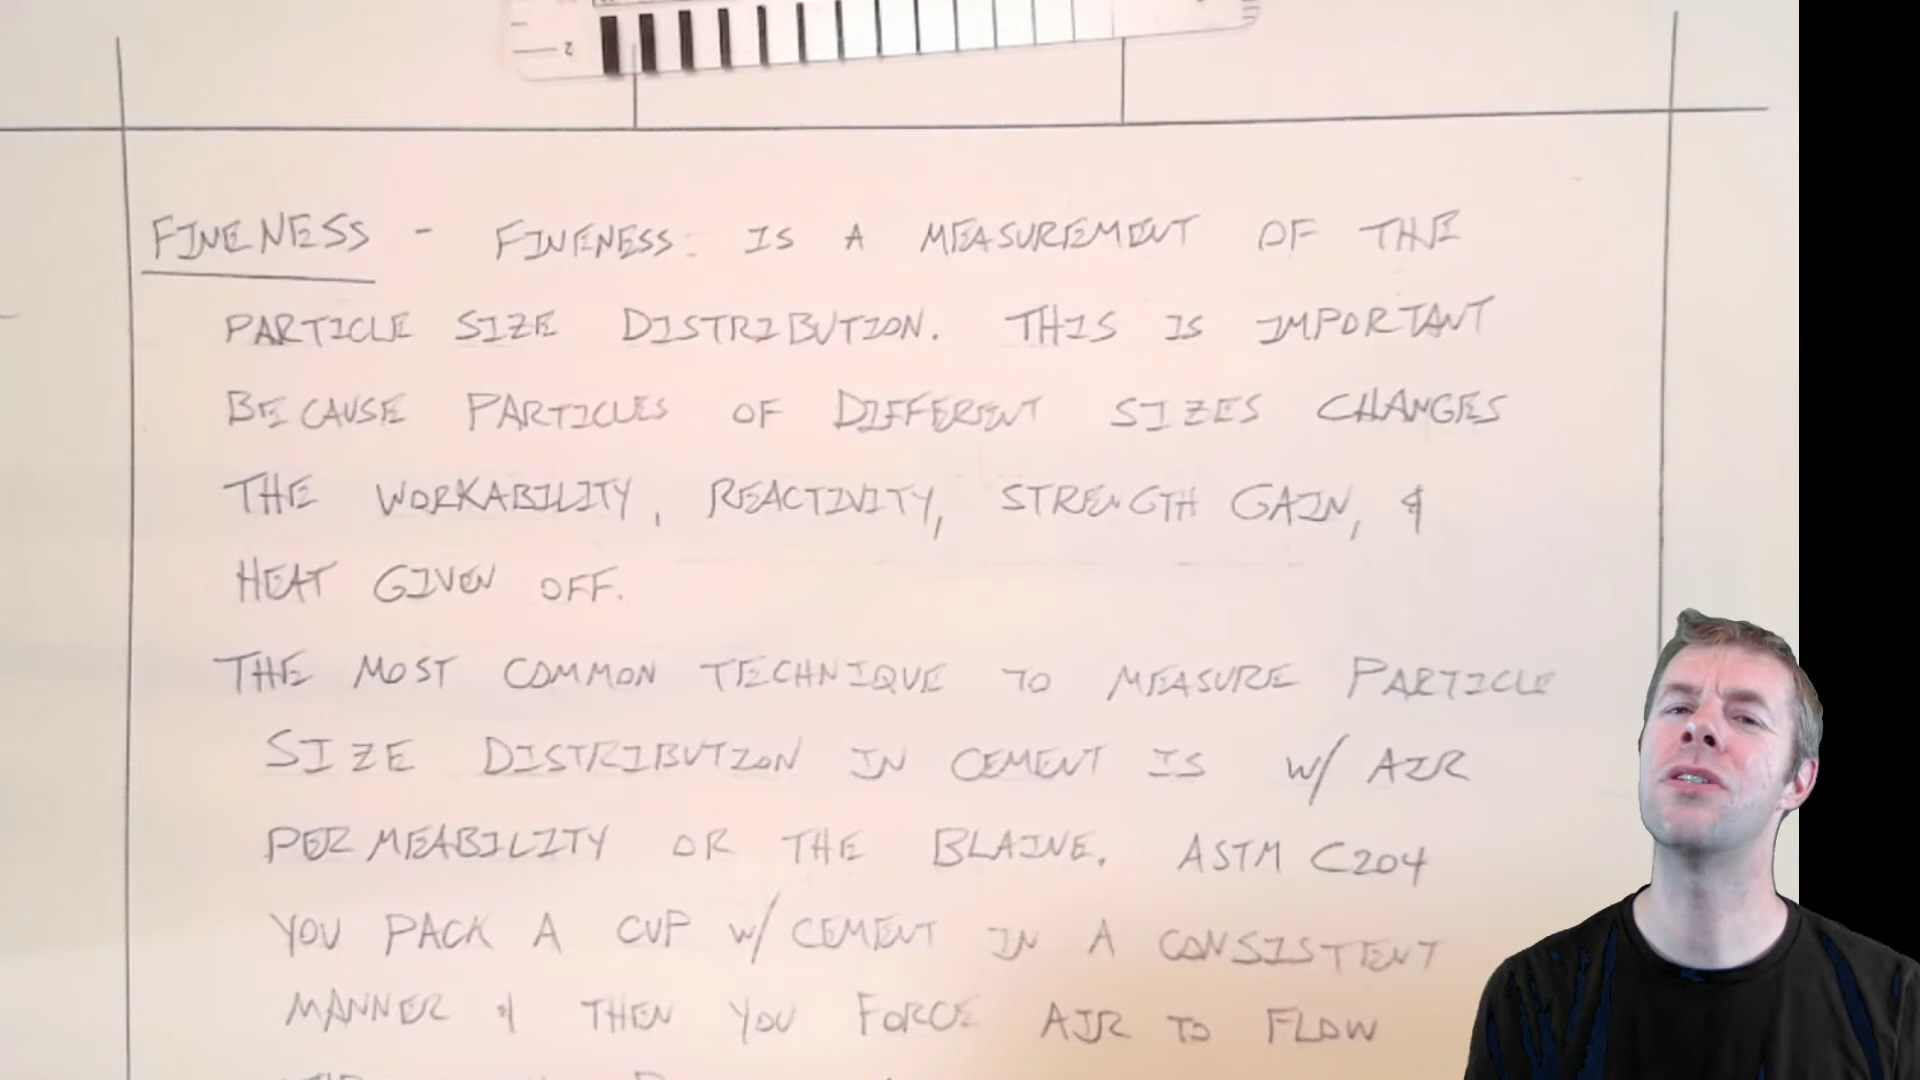 2
FINENESS - FINENESS: IS A MEASUREMENT OF THE
PARTICLE SIZE DISTRIBUTION. THIS IS IMPORTANT
BECAUSE PARTICLES OF DIFFERENT SIZES CHANGES
THE WORKABILITY, REACTIVITY, STRENGTH GAIN, &
HEAT GIVEN OFF.
THE MOST COMMON TECHNIQUE TO MEASURE PARTICLE
SIZE DISTRIBUTION IN CEMENT IS W/ AIR
PERMEABILITY OR THE BLAINE. ASTM C204
YOU PACK A CUP W/ CEMENT IN A CONSISTENT
MANNER & THEN YOU FORCE AIR TO FLOW